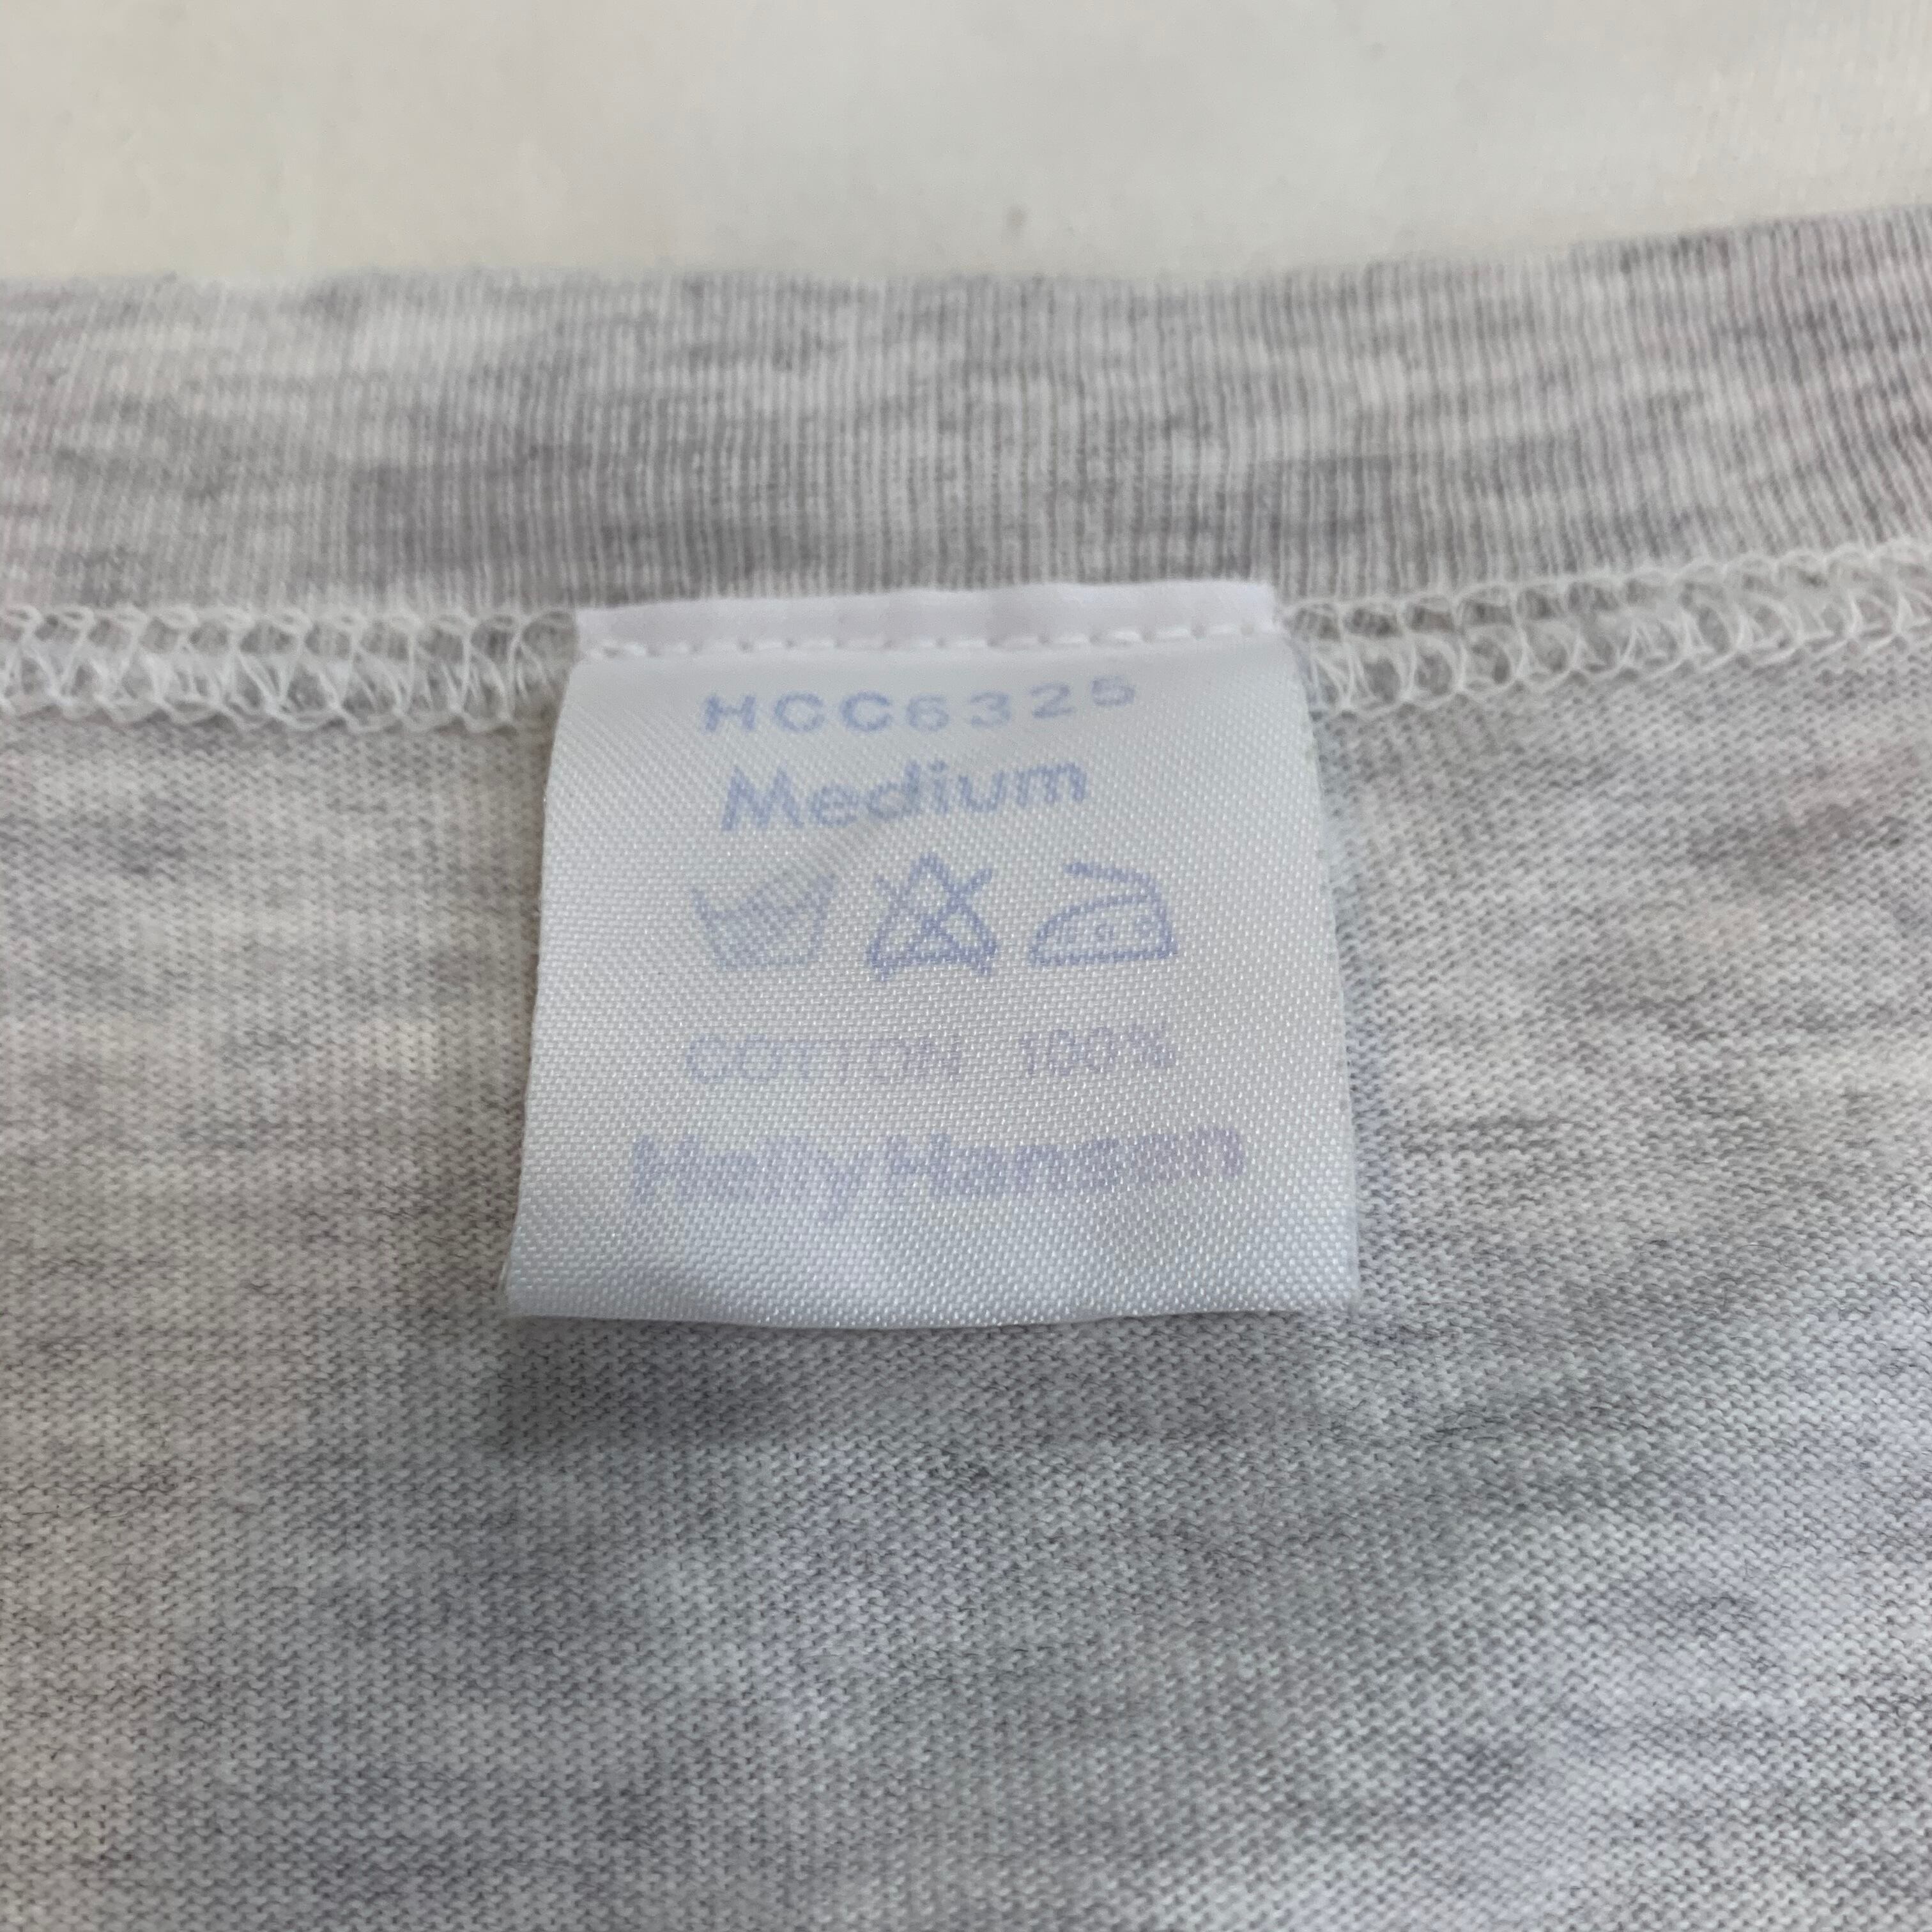 HCC6325
Medium
COTTON 100%
Helly Hansen